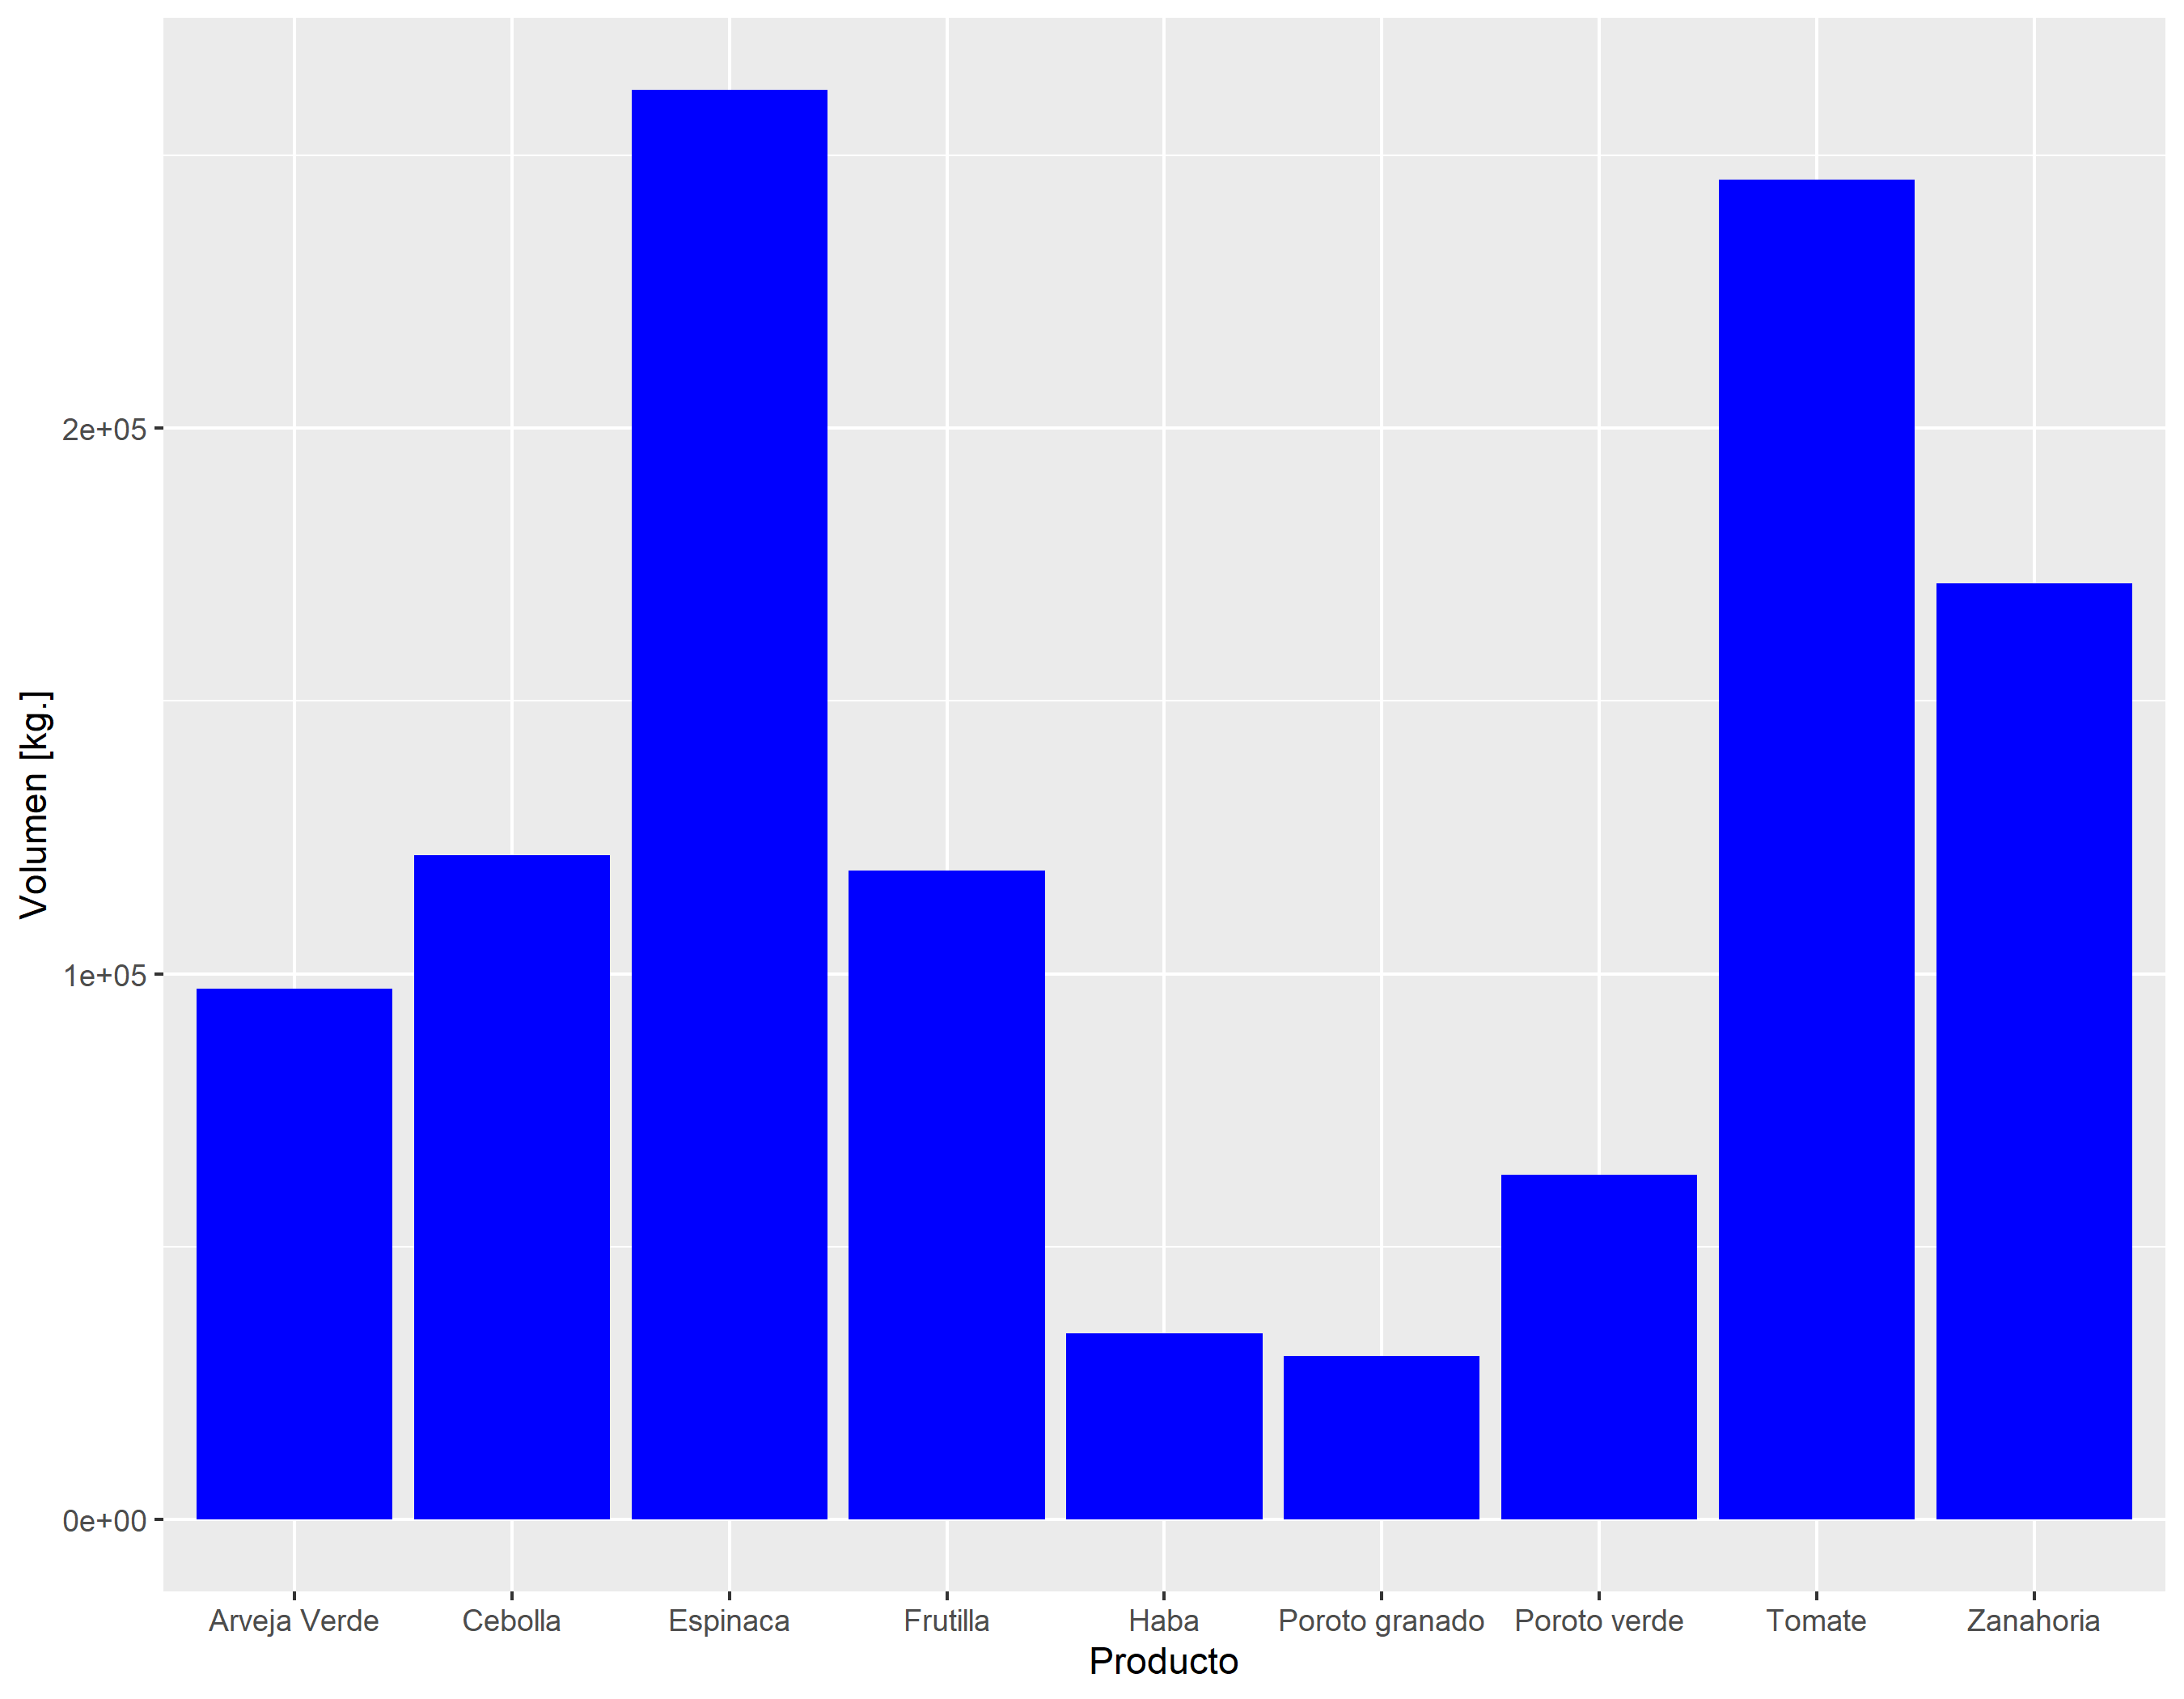 Volumen [kg.]
2e+05
1e+05
0e+00
Arveja Verde Cebolla Espinaca Frutilla Haba Poroto granado Poroto verde Tomate Zanahoria
Producto